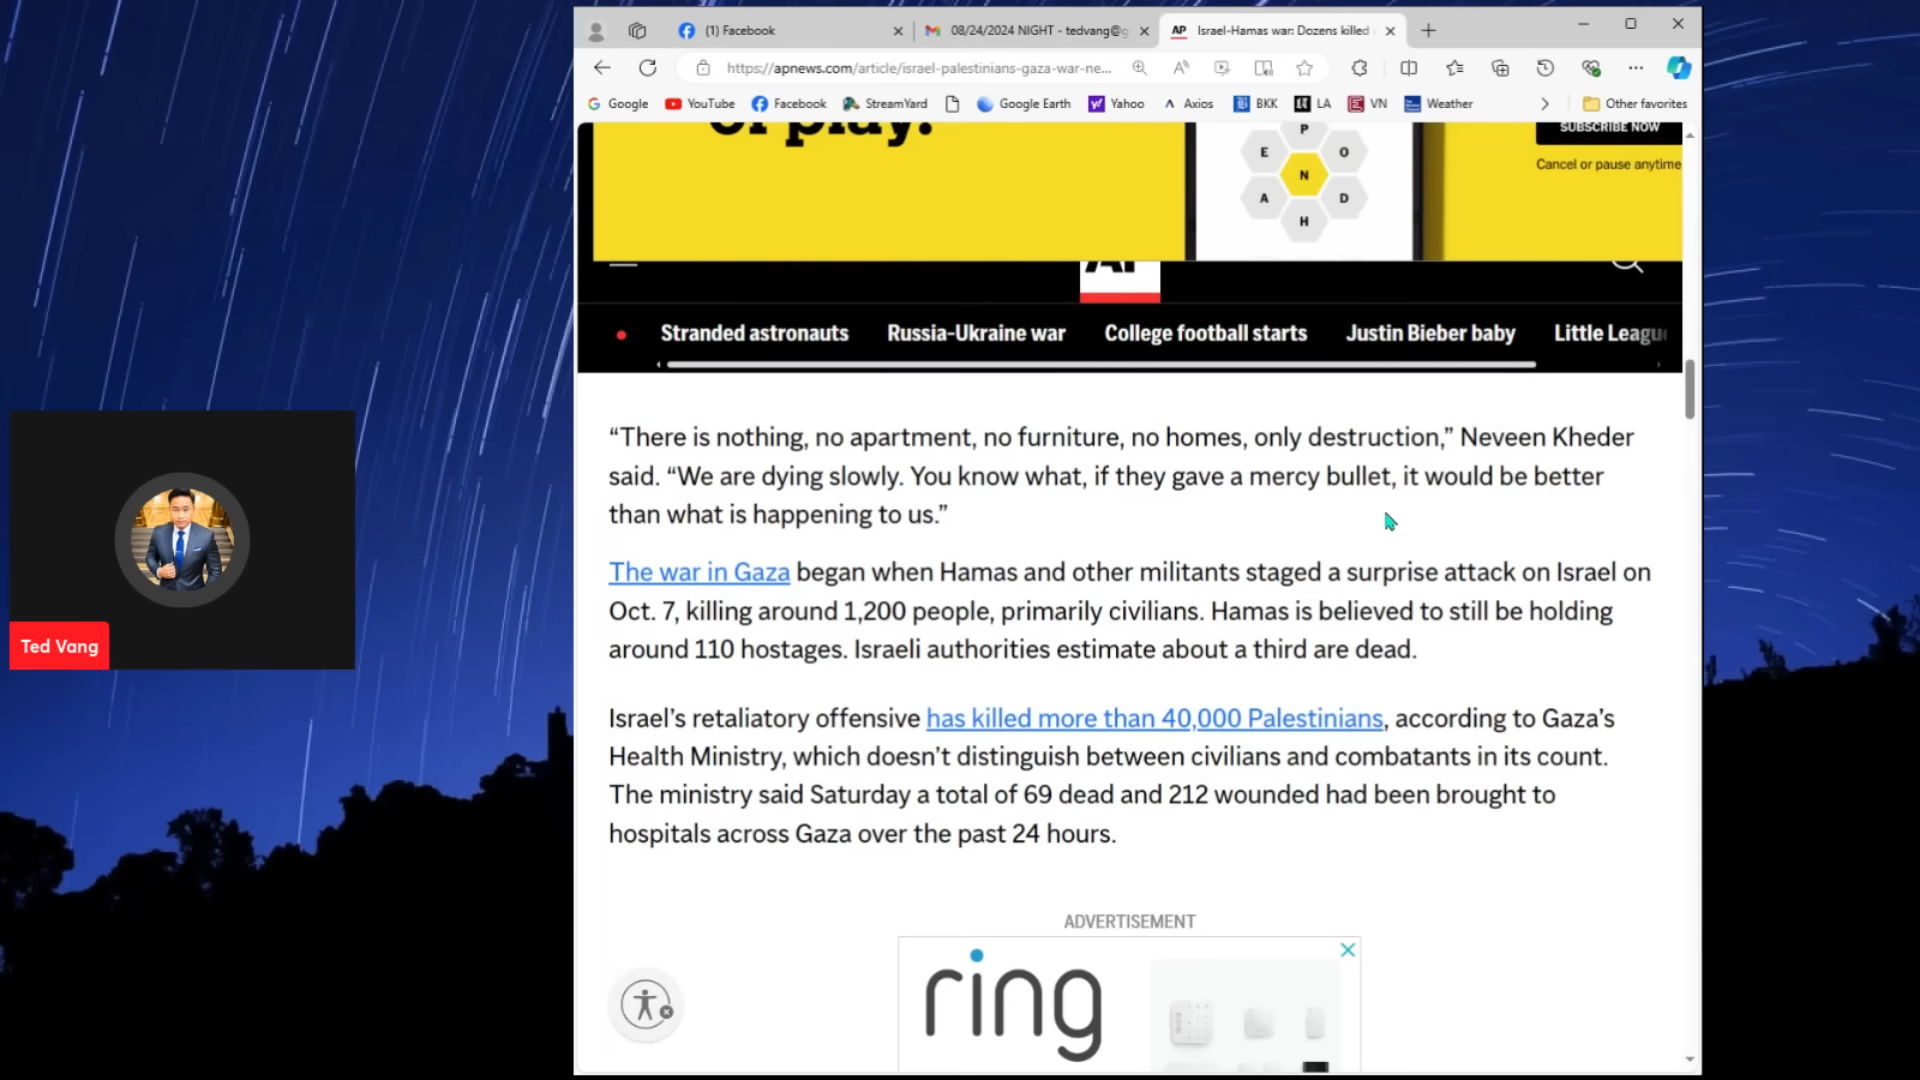 (1) Facebook
08/24/2024 NIGHT - tedvang@g
AP Israel-Hamas war: Dozens killed
https://apnews.com/article/israel-palestinians-gaza-war-ne...
Google YouTube Facebook StreamYard Google Earth Yahoo Axios BKK LA VN Weather Other favorites
of play.
P
E O
N
A D
H
SUBSCRIBE NOW
Cancel or pause anytime
AP
Stranded astronauts Russia-Ukraine war College football starts Justin Bieber baby Little Leagu
“There is nothing, no apartment, no furniture, no homes, only destruction,” Neveen Kheder
said. “We are dying slowly. You know what, if they gave a mercy bullet, it would be better
than what is happening to us.”
The war in Gaza began when Hamas and other militants staged a surprise attack on Israel on
Oct. 7, killing around 1,200 people, primarily civilians. Hamas is believed to still be holding
around 110 hostages. Israeli authorities estimate about a third are dead.
Israel’s retaliatory offensive has killed more than 40,000 Palestinians, according to Gaza’s
Health Ministry, which doesn’t distinguish between civilians and combatants in its count.
The ministry said Saturday a total of 69 dead and 212 wounded had been brought to
hospitals across Gaza over the past 24 hours.
ADVERTISEMENT
ring
Ted Vang